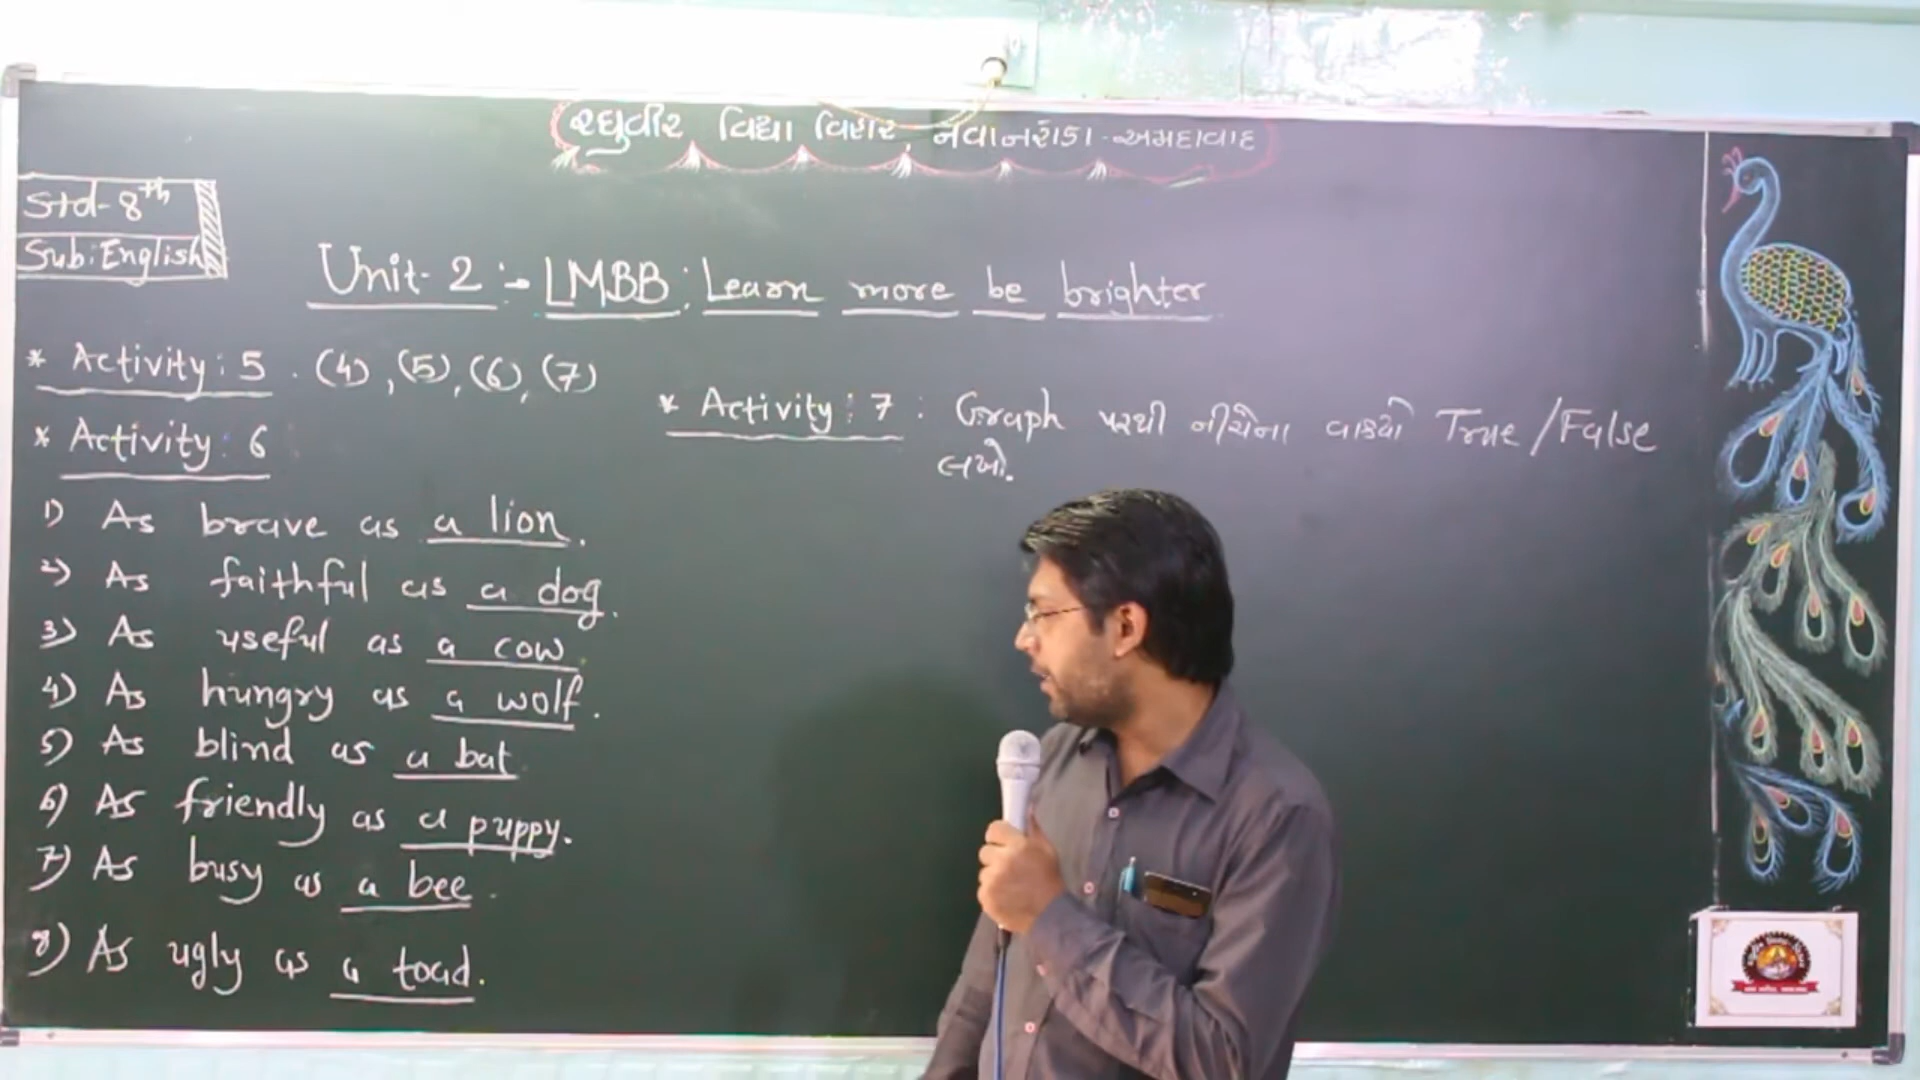 રઘુવીર વિદ્યા વિહાર, નવાનરોડા-અમદાવાદ
Std-8th
Sub:English
Unit-2 :- LMBB: Learn more be brighter
* Activity: 5. (4), (5), (6), (7)
* Activity: 6
1) As brave as a lion.
2) As faithful as a dog.
3) As useful as a cow.
4) As hungry as a wolf.
5) As blind as a bat.
6) As friendly as a puppy.
7) As busy as a bee.
8) As ugly as a toad.
* Activity: 7 : Graph પરથી નીચેના વાક્યો True/False
લખો.